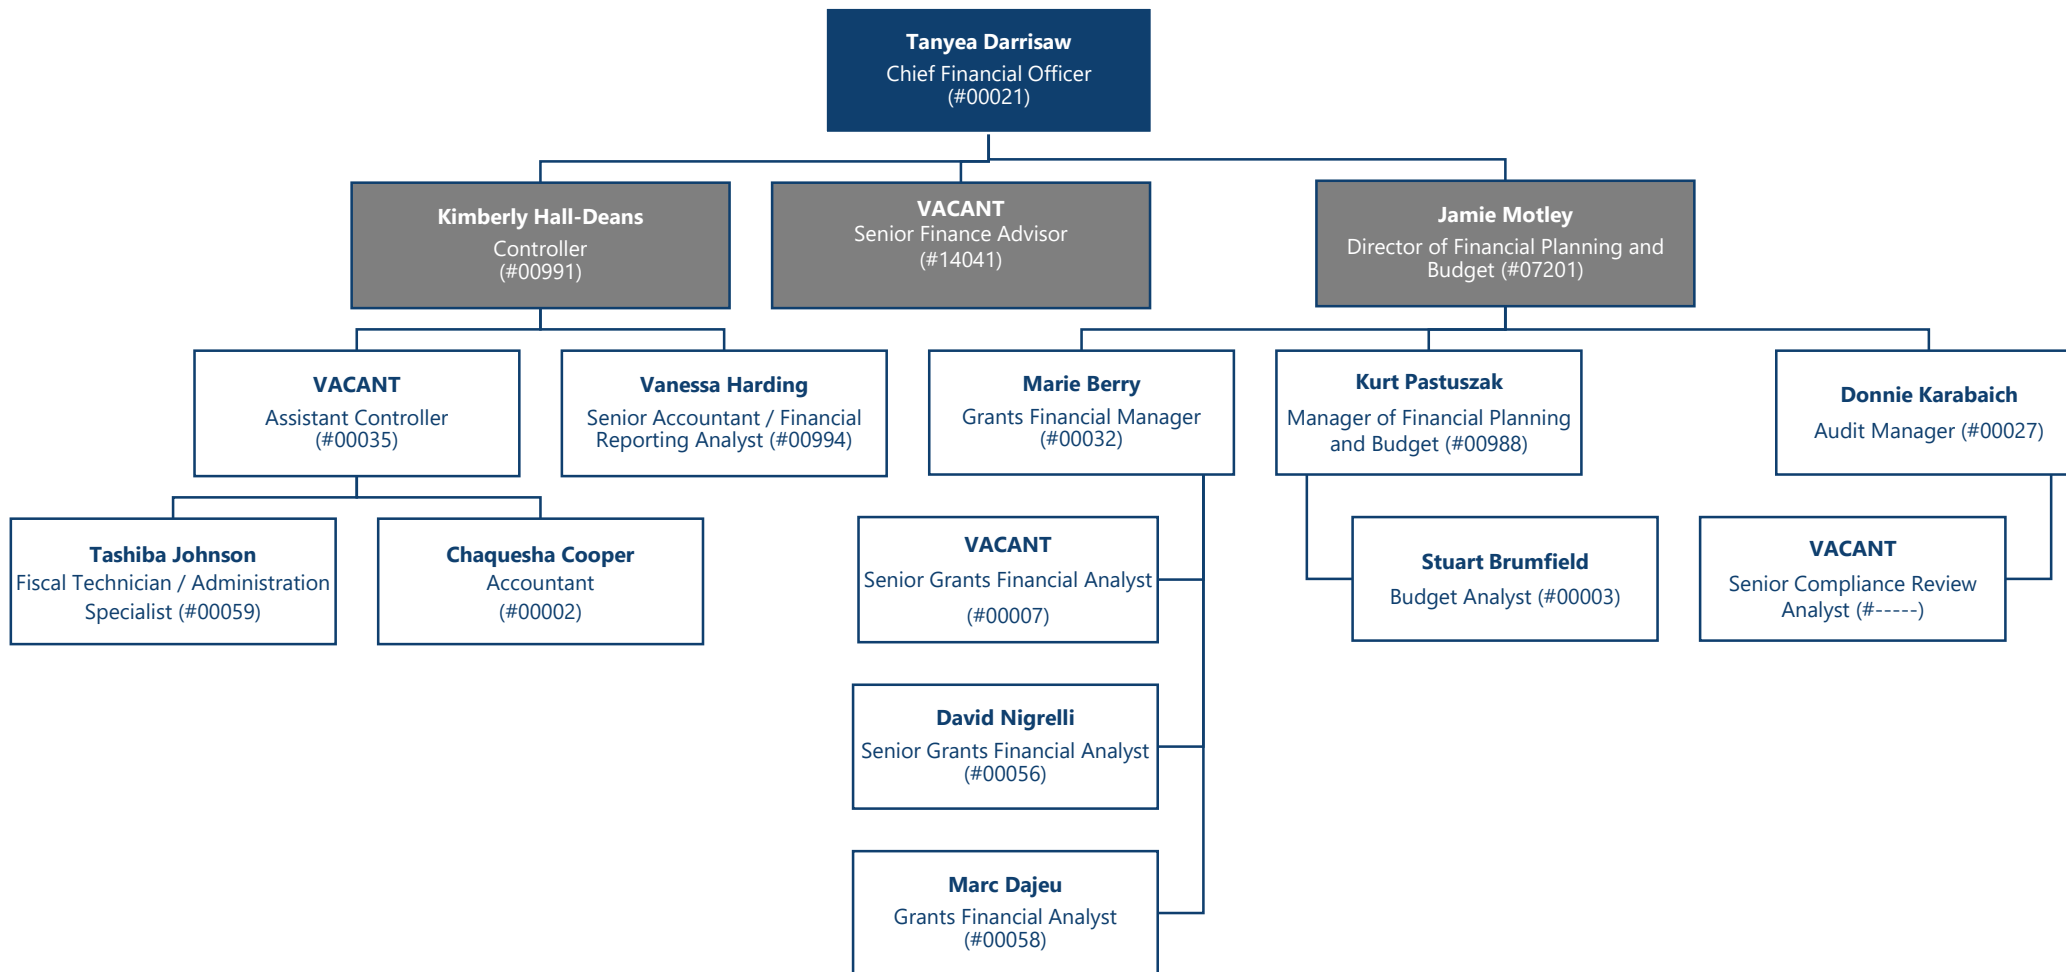 Tanyea Darrisaw
Chief Financial Officer
(#00021)
Kimberly Hall-Deans
Controller
(#00991)
VACANT
Senior Finance Advisor
(#14041)
Jamie Motley
Director of Financial Planning and
Budget (#07201)
VACANT
Assistant Controller
(#00035)
Vanessa Harding
Senior Accountant / Financial
Reporting Analyst (#00994)
Marie Berry
Grants Financial Manager
(#00032)
Kurt Pastuszak
Manager of Financial Planning
and Budget (#00988)
Donnie Karabaich
Audit Manager (#00027)
Tashiba Johnson
Fiscal Technician / Administration
Specialist (#00059)
Chaquesha Cooper
Accountant
(#00002)
VACANT
Senior Grants Financial Analyst
(#00007)
Stuart Brumfield
Budget Analyst (#00003)
VACANT
Senior Compliance Review
Analyst (#-----)
David Nigrelli
Senior Grants Financial Analyst
(#00056)
Marc Dajeu
Grants Financial Analyst
(#00058)